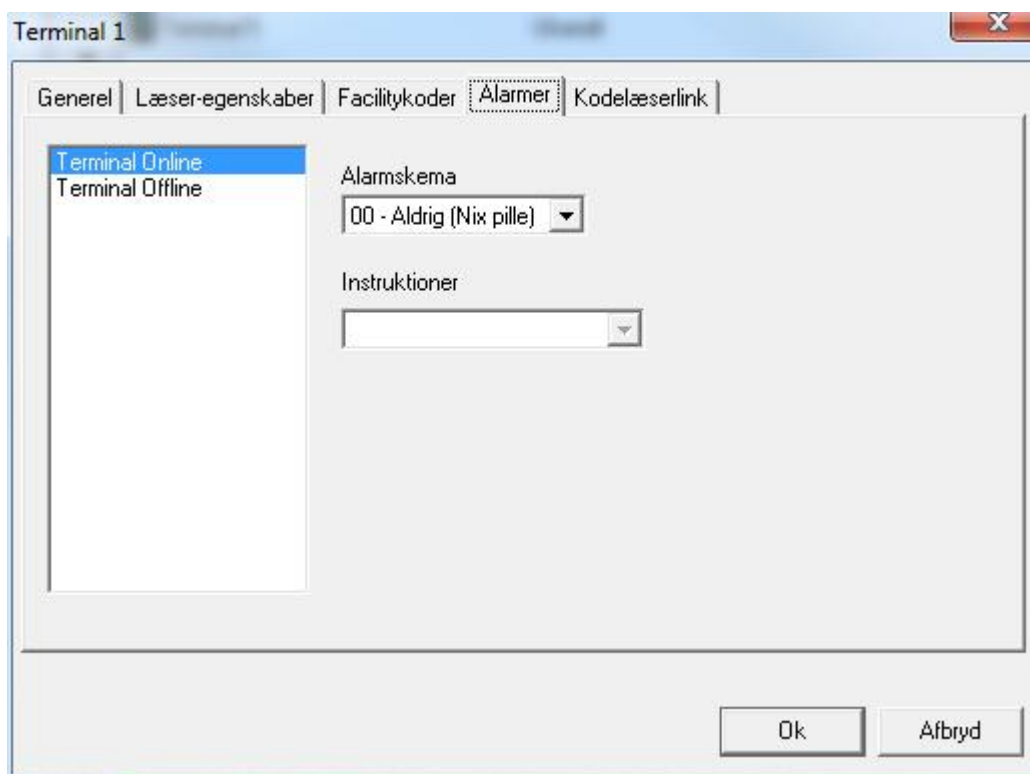 Terminal 1
Generel Læser-egenskaber Facilitykoder Alarmer Kodelæserlink
Terminal Online
Terminal Offline
Alarmskema
00 - Aldrig (Nix pille)
Instruktioner
Ok Afbryd